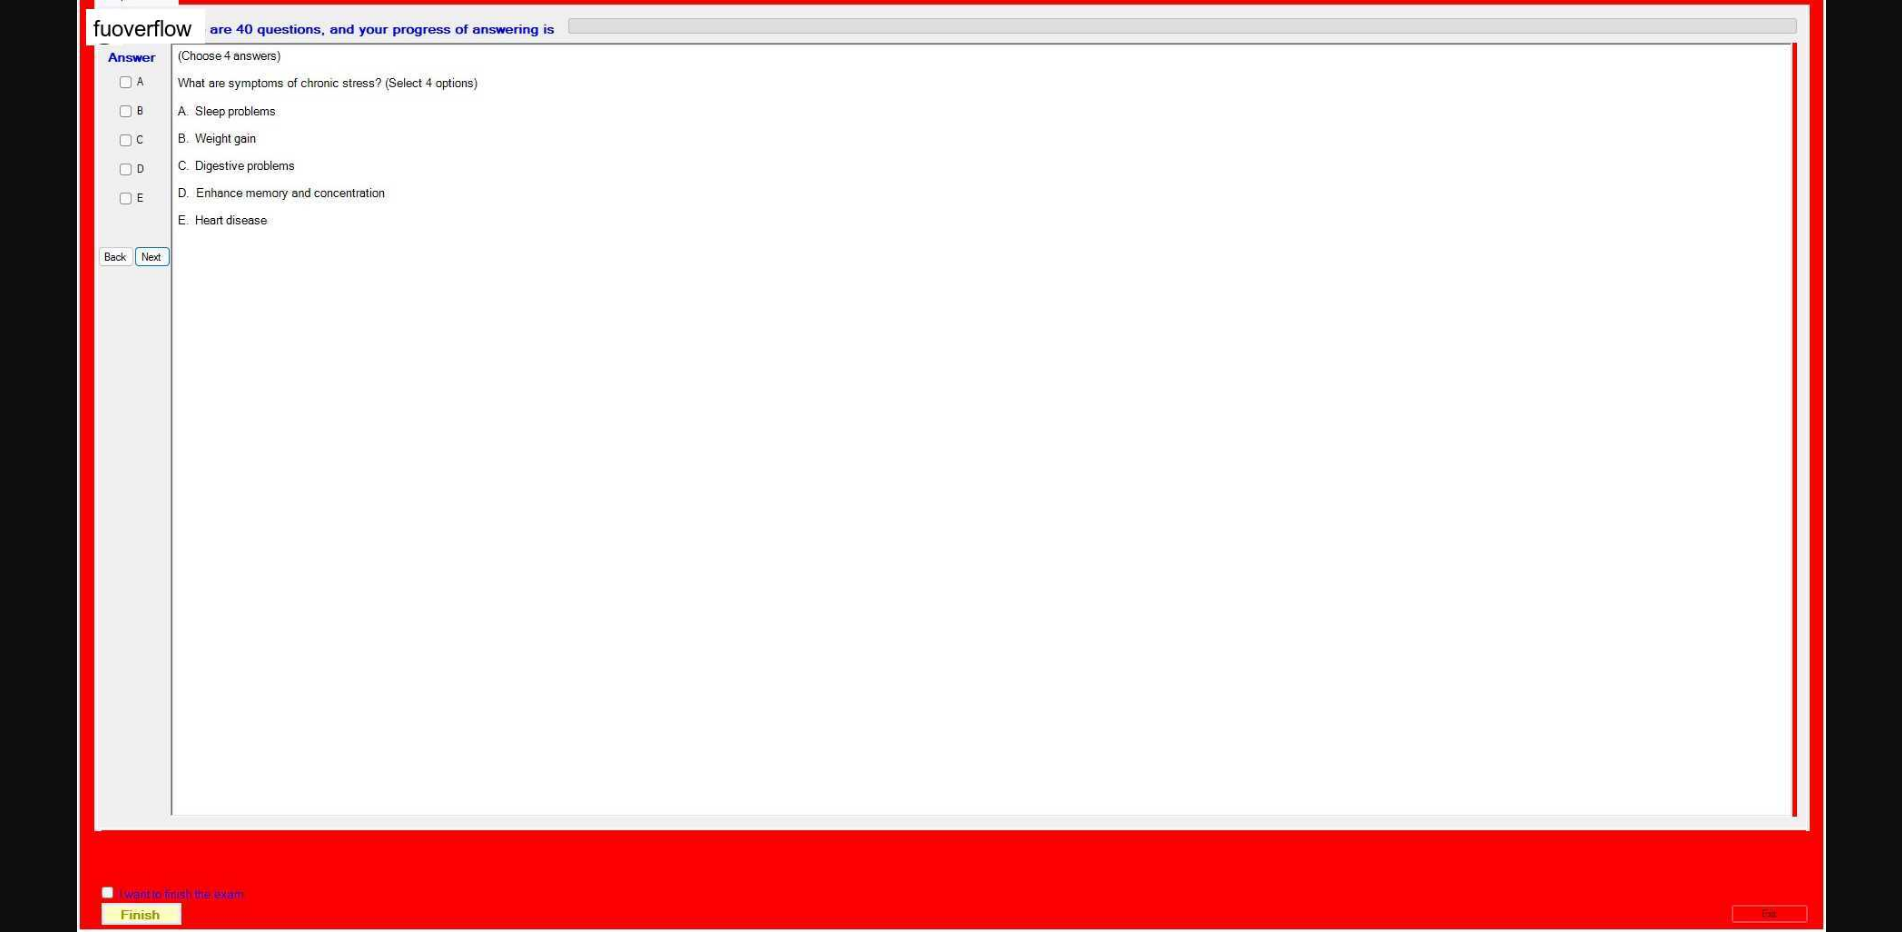 fuoverflow are 40 questions, and your progress of answering is
Answer
A
B
C
D
E
Back Next
(Choose 4 answers)
What are symptoms of chronic stress? (Select 4 options)
A. Sleep problems
B. Weight gain
C. Digestive problems
D. Enhance memory and concentration
E. Heart disease
I want to finish the exam
Finish
Exit